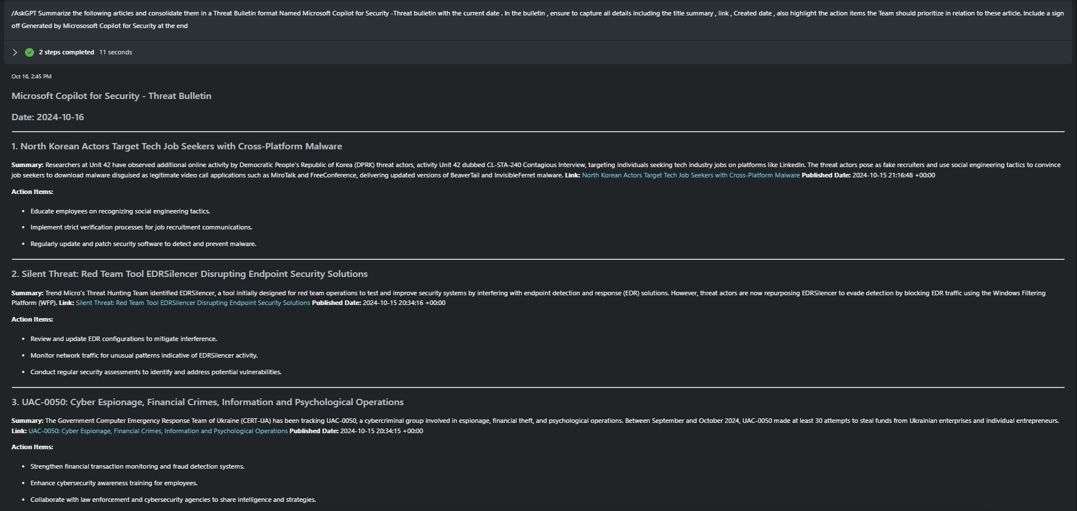 /AskGPT Summarize the following articles and consolidate them in a Threat Bulletin format Named Microsoft Copilot for Security -Threat bulletin with the current date . In the bulletin , ensure to capture all details including the title summary , link , Created date , also highlight the action items the Team should prioritize in relation to these article. Include a sign
off Generated by Micrososoft Copilot for Security at the end
2 steps completed 11 seconds
Oct 16, 2:45 PM
Microsoft Copilot for Security - Threat Bulletin
Date: 2024-10-16
1. North Korean Actors Target Tech Job Seekers with Cross-Platform Malware
Summary: Researchers at Unit 42 have observed additional online activity by Democratic People's Republic of Korea (DPRK) threat actors, activity Unit 42 dubbed CL-STA-240 Contagious Interview, targeting individuals seeking tech industry jobs on platforms like LinkedIn. The threat actors pose as fake recruiters and use social engineering tactics to convince
job seekers to download malware disguised as legitimate video call applications such as MiroTalk and FreeConference, delivering updated versions of BeaverTail and InvisibleFerret malware. Link: North Korean Actors Target Tech Job Seekers with Cross-Platform Malware Published Date: 2024-10-15 21:16:48 +00:00
Action Items:
• Educate employees on recognizing social engineering tactics.
• Implement strict verification processes for job recruitment communications.
• Regularly update and patch security software to detect and prevent malware.
2. Silent Threat: Red Team Tool EDRSilencer Disrupting Endpoint Security Solutions
Summary: Trend Micro's Threat Hunting Team identified EDRSilencer, a tool initially designed for red team operations to test and improve security systems by interfering with endpoint detection and response (EDR) solutions. However, threat actors are now repurposing EDRSilencer to evade detection by blocking EDR traffic using the Windows Filtering
Platform (WFP). Link: Silent Threat: Red Team Tool EDRSilencer Disrupting Endpoint Security Solutions Published Date: 2024-10-15 20:34:16 +00:00
Action Items:
• Review and update EDR configurations to mitigate interference.
• Monitor network traffic for unusual patterns indicative of EDRSilencer activity.
• Conduct regular security assessments to identify and address potential vulnerabilities.
3. UAC-0050: Cyber Espionage, Financial Crimes, Information and Psychological Operations
Summary: The Government Computer Emergency Response Team of Ukraine (CERT-UA) has been tracking UAC-0050, a cybercriminal group involved in espionage, financial theft, and psychological operations. Between September and October 2024, UAC-0050 made at least 30 attempts to steal funds from Ukrainian enterprises and individual entrepreneurs.
Link: UAC-0050: Cyber Espionage, Financial Crimes, Information and Psychological Operations Published Date: 2024-10-15 20:34:15 +00:00
Action Items:
• Strengthen financial transaction monitoring and fraud detection systems.
• Enhance cybersecurity awareness training for employees.
• Collaborate with law enforcement and cybersecurity agencies to share intelligence and strategies.